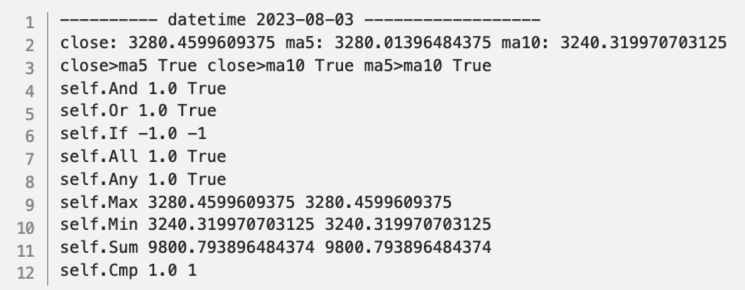 1 ---------- datetime 2023-08-03 ------------------
2 close: 3280.4599609375 ma5: 3280.01396484375 ma10: 3240.319970703125
3 close>ma5 True close>ma10 True ma5>ma10 True
4 self.And 1.0 True
5 self.Or 1.0 True
6 self.If -1.0 -1
7 self.All 1.0 True
8 self.Any 1.0 True
9 self.Max 3280.4599609375 3280.4599609375
10 self.Min 3240.319970703125 3240.319970703125
11 self.Sum 9800.793896484374 9800.793896484374
12 self.Cmp 1.0 1